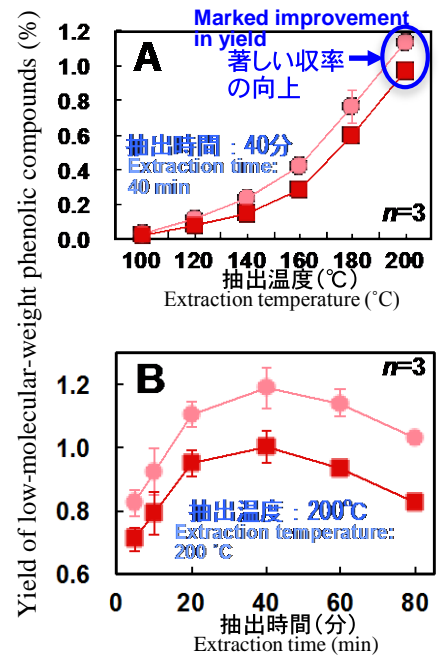 Yield of low-molecular-weight phenolic compounds (%)
Marked improvement
in yield
A
著しい収率
の向上
抽出時間：40分
Extraction time:
40 min
n=3
1.2
1.0
0.8
0.6
0.4
0.2
0.0
100 120 140 160 180 200
抽出温度(℃)
Extraction temperature (˚C)
B
n=3
1.2
1.0
0.8
0.6
抽出温度：200℃
Extraction temperature:
200 ˚C
0 20 40 60 80
抽出時間(分)
Extraction time (min)